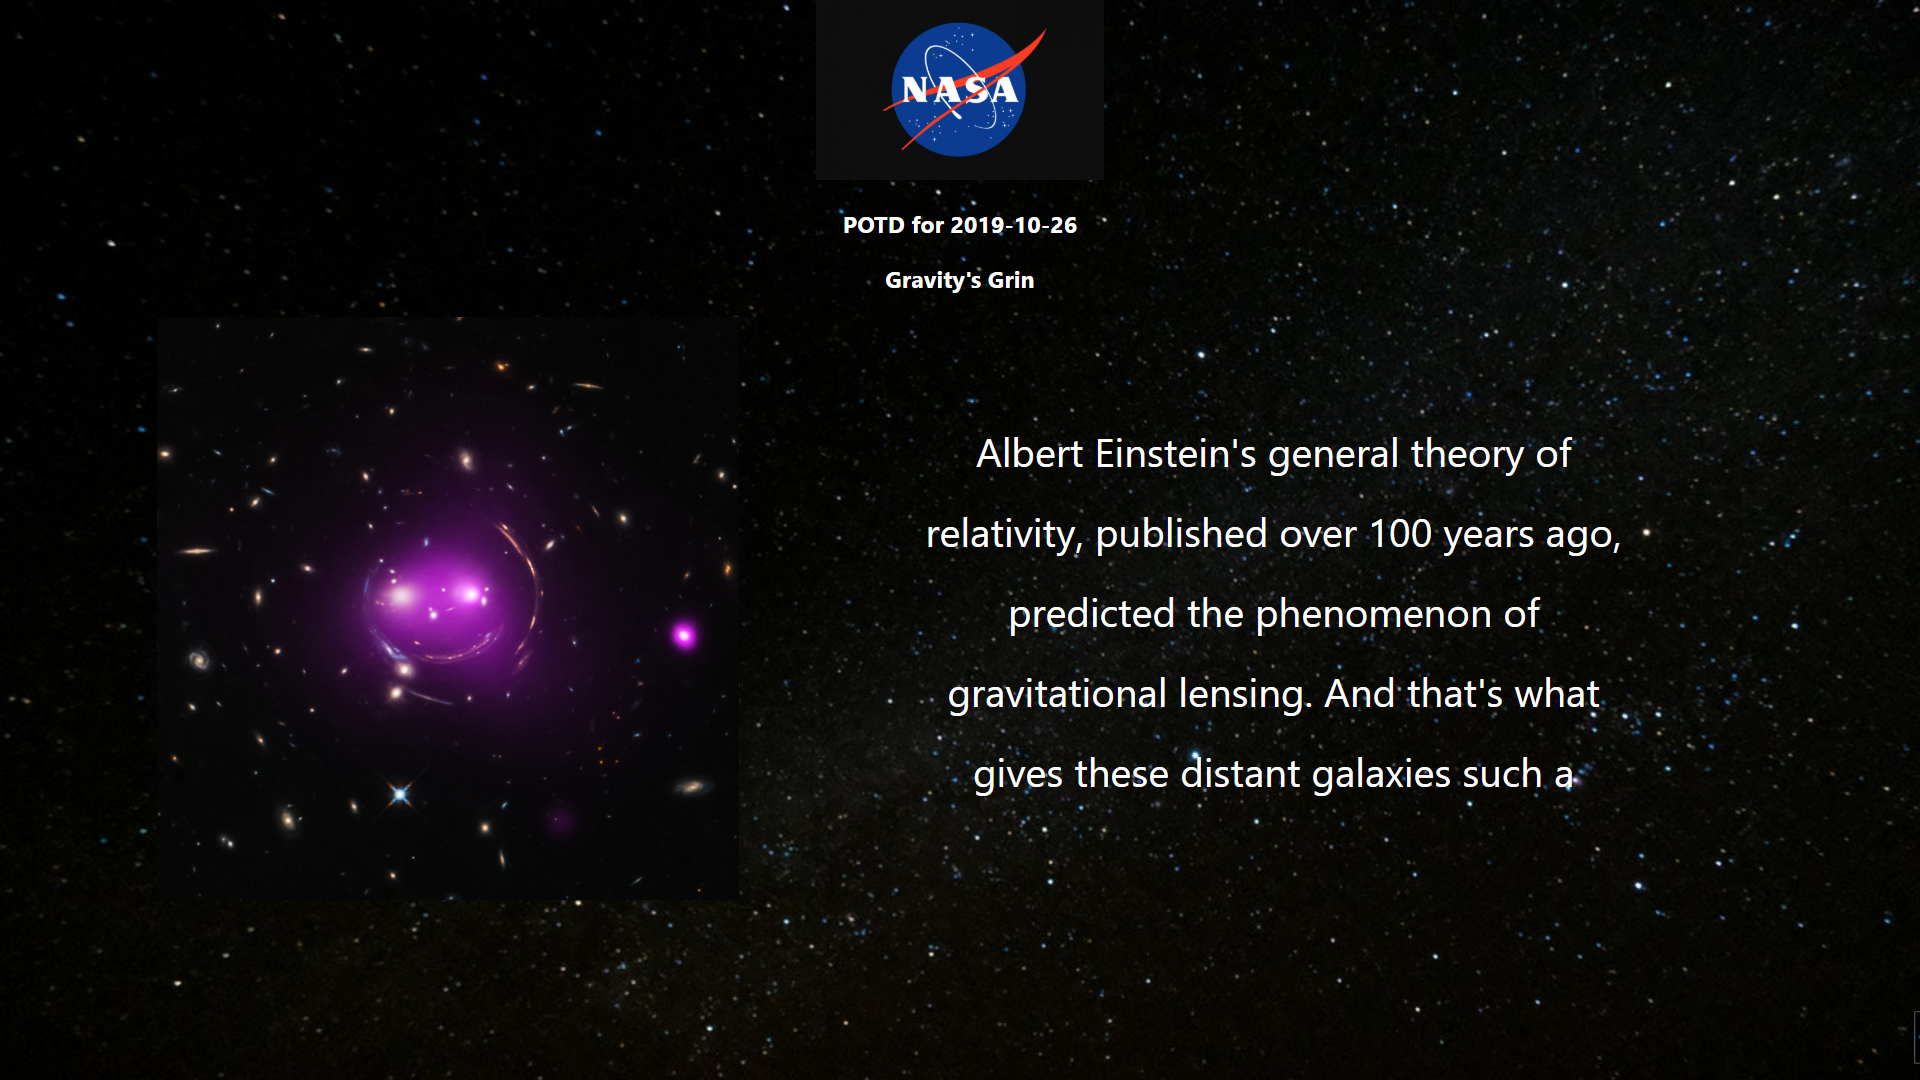 NASA
POTD for 2019-10-26
Gravity's Grin
Albert Einstein's general theory of
relativity, published over 100 years ago,
predicted the phenomenon of
gravitational lensing. And that's what
gives these distant galaxies such a